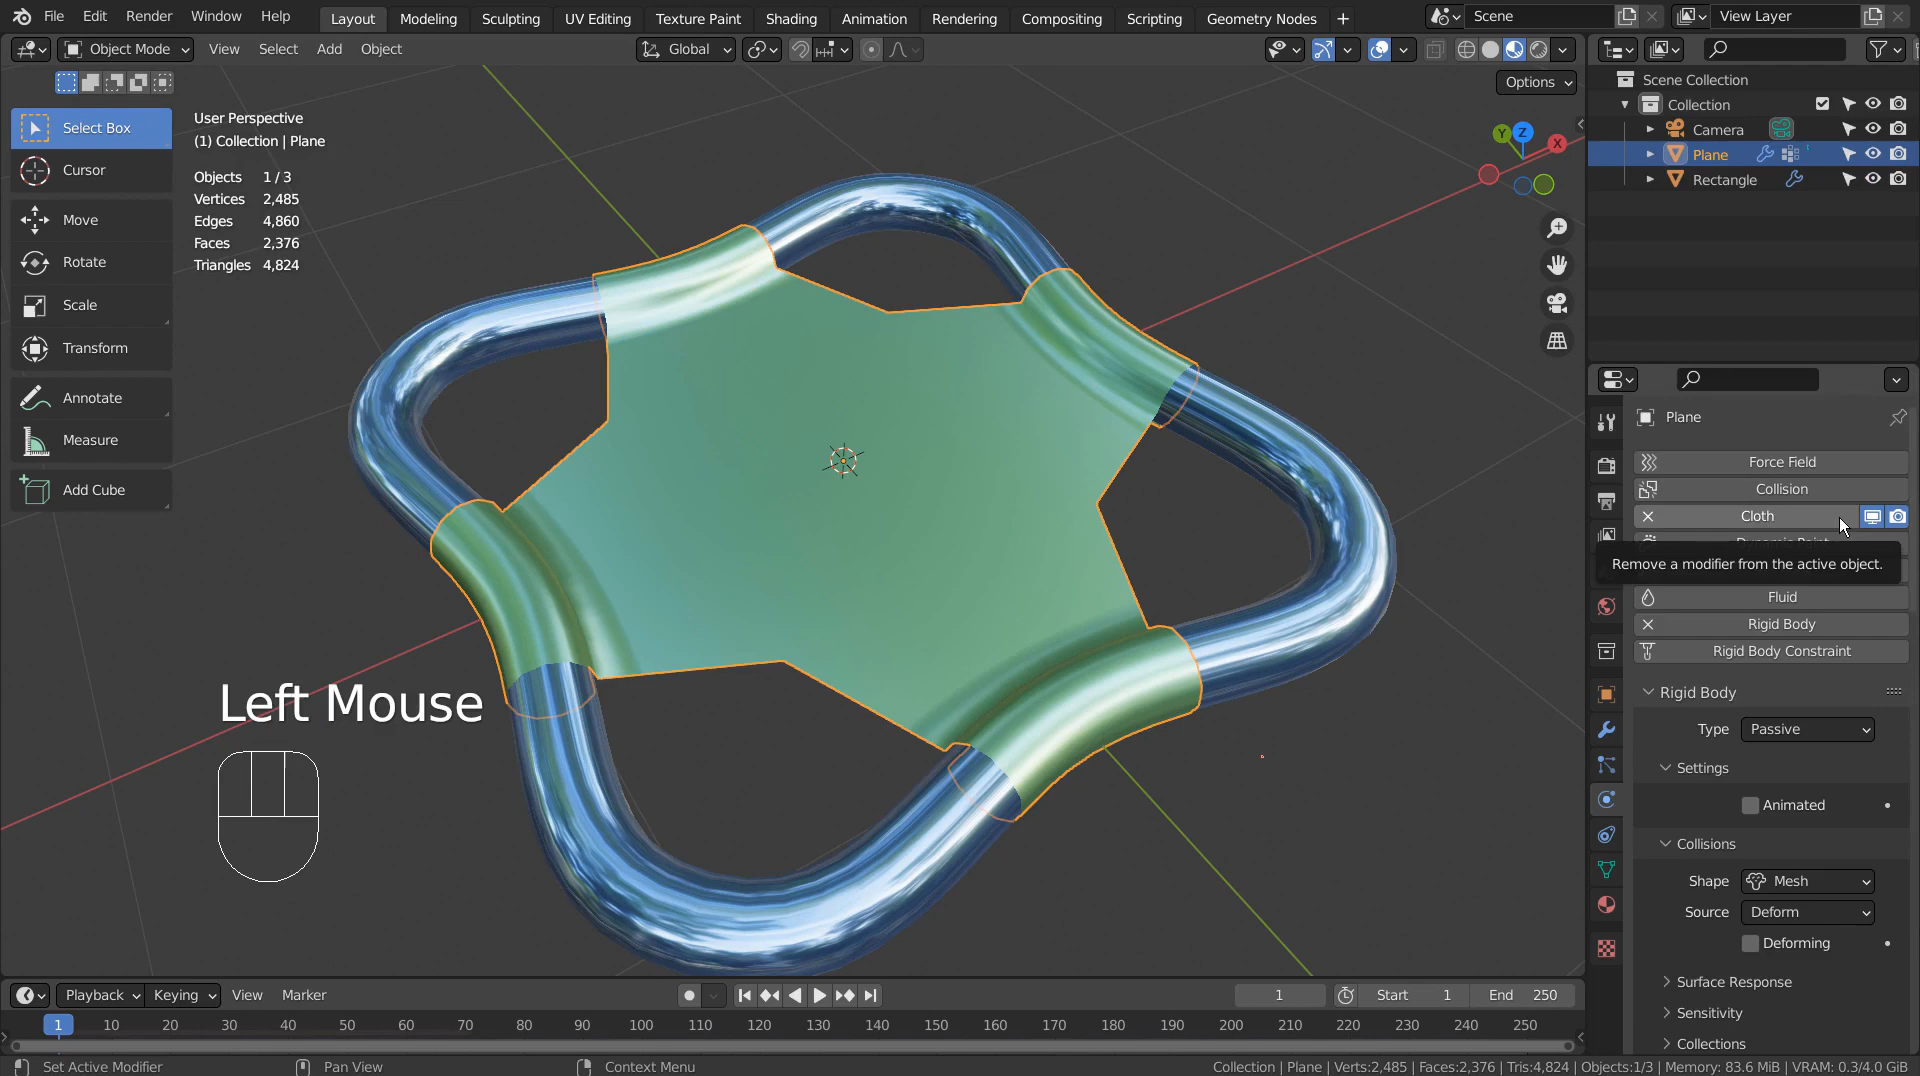 File Edit Render Window Help Layout Modeling Sculpting UV Editing Texture Paint Shading Animation Rendering Compositing Scripting Geometry Nodes + Scene View Layer
Object Mode View Select Add Object Global
Options
Select Box
Cursor
Move
Rotate
Scale
Transform
Annotate
Measure
Add Cube
User Perspective
(1) Collection | Plane
Objects 1 / 3
Vertices 2,485
Edges 4,860
Faces 2,376
Triangles 4,824
Y Z X
Left Mouse
Scene Collection
Collection
Camera
Plane
Rectangle
Plane
Force Field
Collision
Cloth
Remove a modifier from the active object.
Fluid
Rigid Body
Rigid Body Constraint
Rigid Body
Type Passive
Settings
Animated
Collisions
Shape Mesh
Source Deform
Deforming
Surface Response
Sensitivity
Collections
Playback Keying View Marker 1 Start 1 End 250
1 10 20 30 40 50 60 70 80 90 100 110 120 130 140 150 160 170 180 190 200 210 220 230 240 250
Set Active Modifier Pan View Context Menu Collection | Plane | Verts:2,485 | Faces:2,376 | Tris:4,824 | Objects:1/3 | Memory: 83.6 MiB | VRAM: 0.3/4.0 GiB